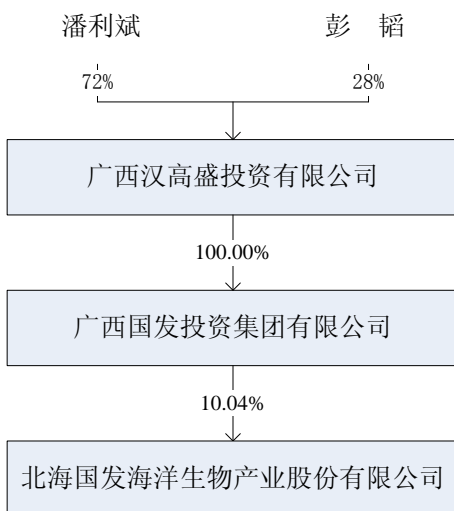 潘利斌 彭 韬
72% 28%
广西汉高盛投资有限公司
100.00%
广西国发投资集团有限公司
10.04%
北海国发海洋生物产业股份有限公司